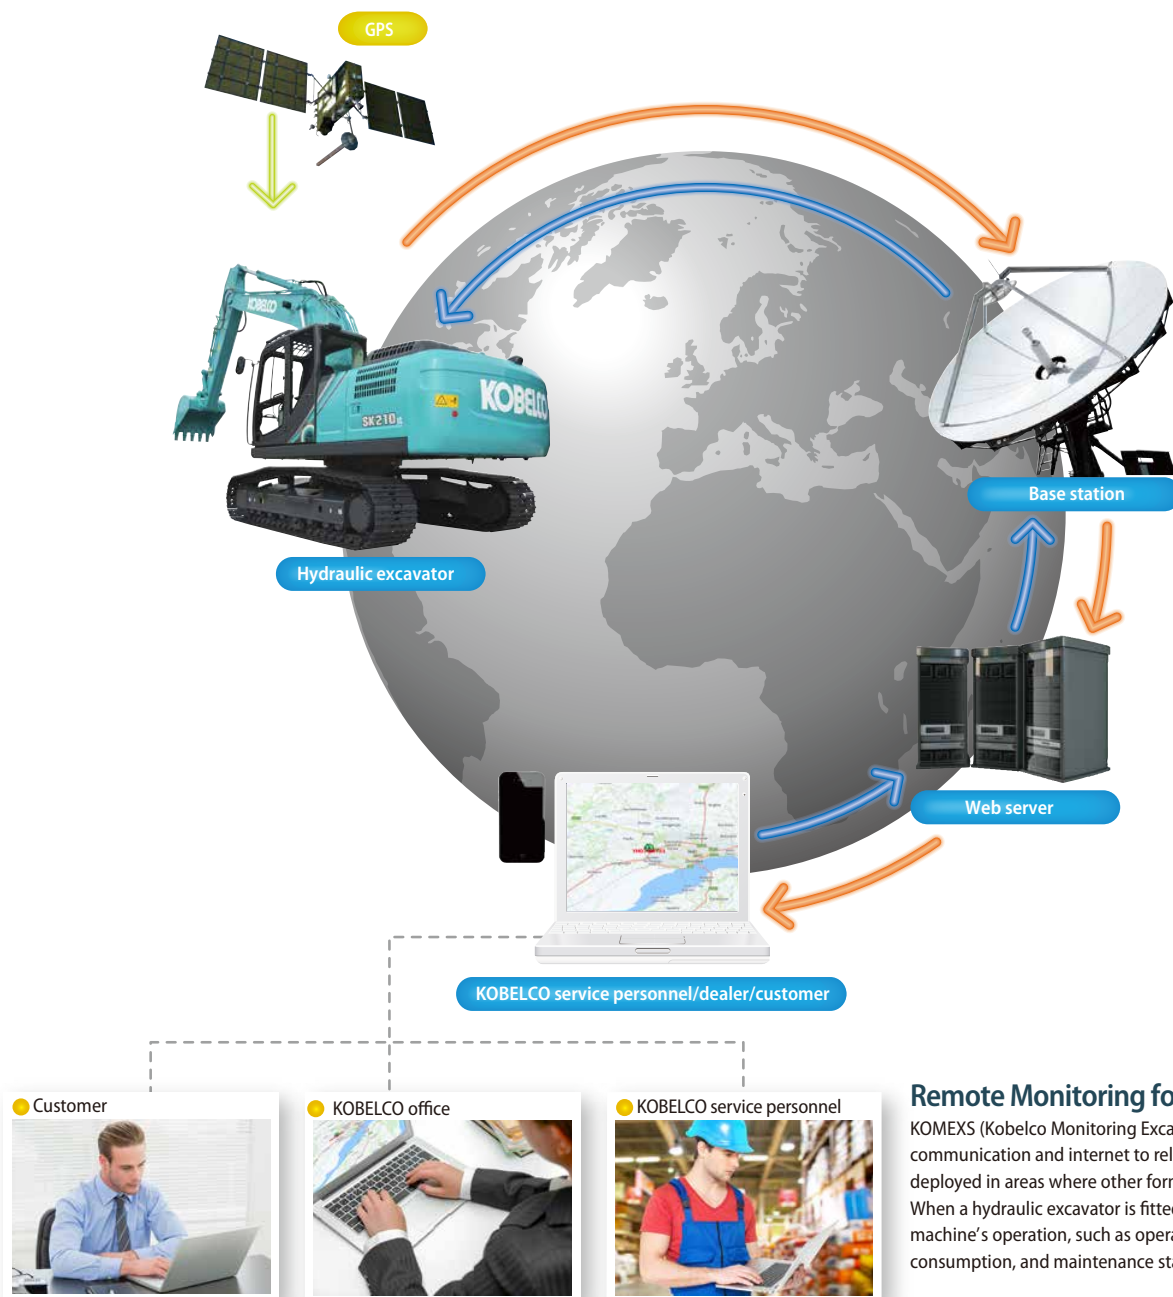 GPS
KOBELCO
KOBELCO
SK210
Base station
Hydraulic excavator
Web server
KOBELCO service personnel/dealer/customer
Customer
KOBELCO office
KOBELCO service personnel
Remote Monitoring fo
KOMEXS (Kobelco Monitoring Exca
communication and internet to rel
deployed in areas where other form
When a hydraulic excavator is fitted
machine's operation, such as opera
consumption, and maintenance sta